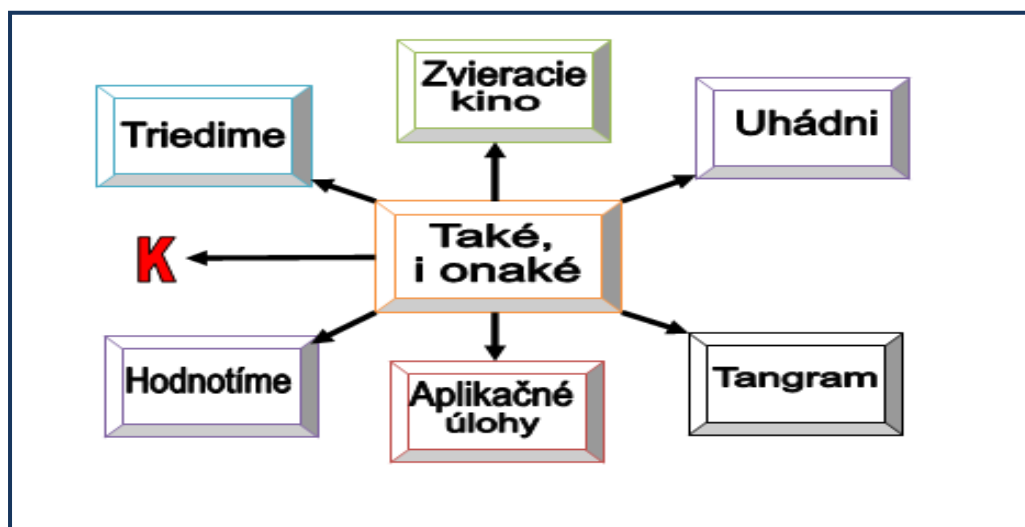 Zvieracie
kino
Triedime
Uhádni
Také,
i onaké
K
Hodnotíme
Aplikačné
úlohy
Tangram